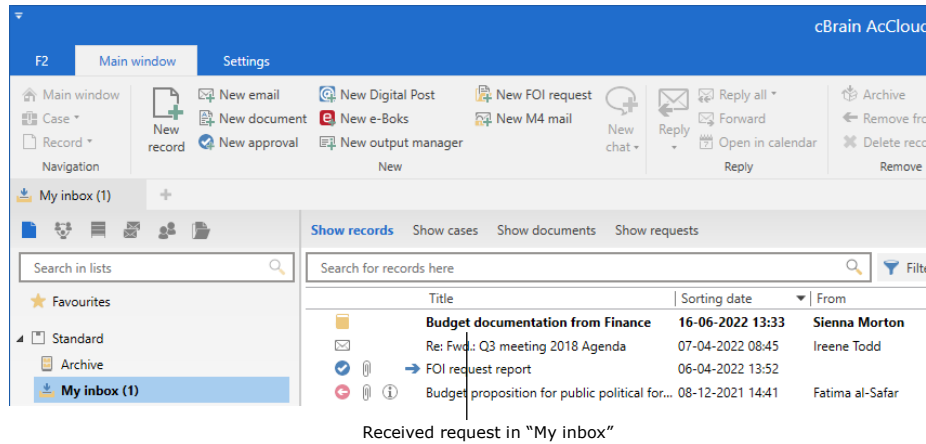 cBrain AcCloud
F2 Main window Settings
Main window New email New Digital Post New FOI request Reply all Archive
Case New document New e-Boks New M4 mail Forward Remove fro
Record New record New approval New output manager New chat Reply Open in calendar Delete reco
Navigation New Reply Remove
My inbox (1) +
Show records Show cases Show documents Show requests
Search in lists Search for records here Filte
Favourites Title Sorting date From
Standard Budget documentation from Finance 16-06-2022 13:33 Sienna Morton
Re: Fwd.: Q3 meeting 2018 Agenda 07-04-2022 08:45 Ireene Todd
Archive FOI request report 06-04-2022 13:52
My inbox (1) Budget proposition for public political for... 08-12-2021 14:41 Fatima al-Safar
Received request in “My inbox”